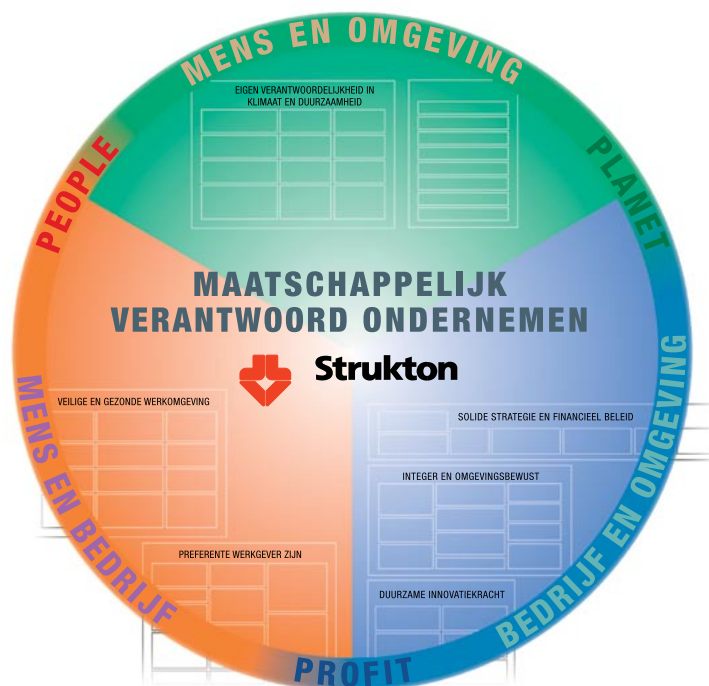 MENS EN OMGEVING
EIGEN VERANTWOORDELIJKHEID IN
KLIMAAT EN DUURZAAMHEID
PEOPLE
PLANET
MAATSCHAPPELIJK
VERANTWOORD ONDERNEMEN
Strukton
VEILIGE EN GEZONDE WERKOMGEVING
SOLIDE STRATEGIE EN FINANCIEEL BELEID
INTEGER EN OMGEVINGSBEWUST
MENS EN BEDRIJF
BEDRIJF EN OMGEVING
PREFERENTE WERKGEVER ZIJN
DUURZAME INNOVATIEKRACHT
PROFIT